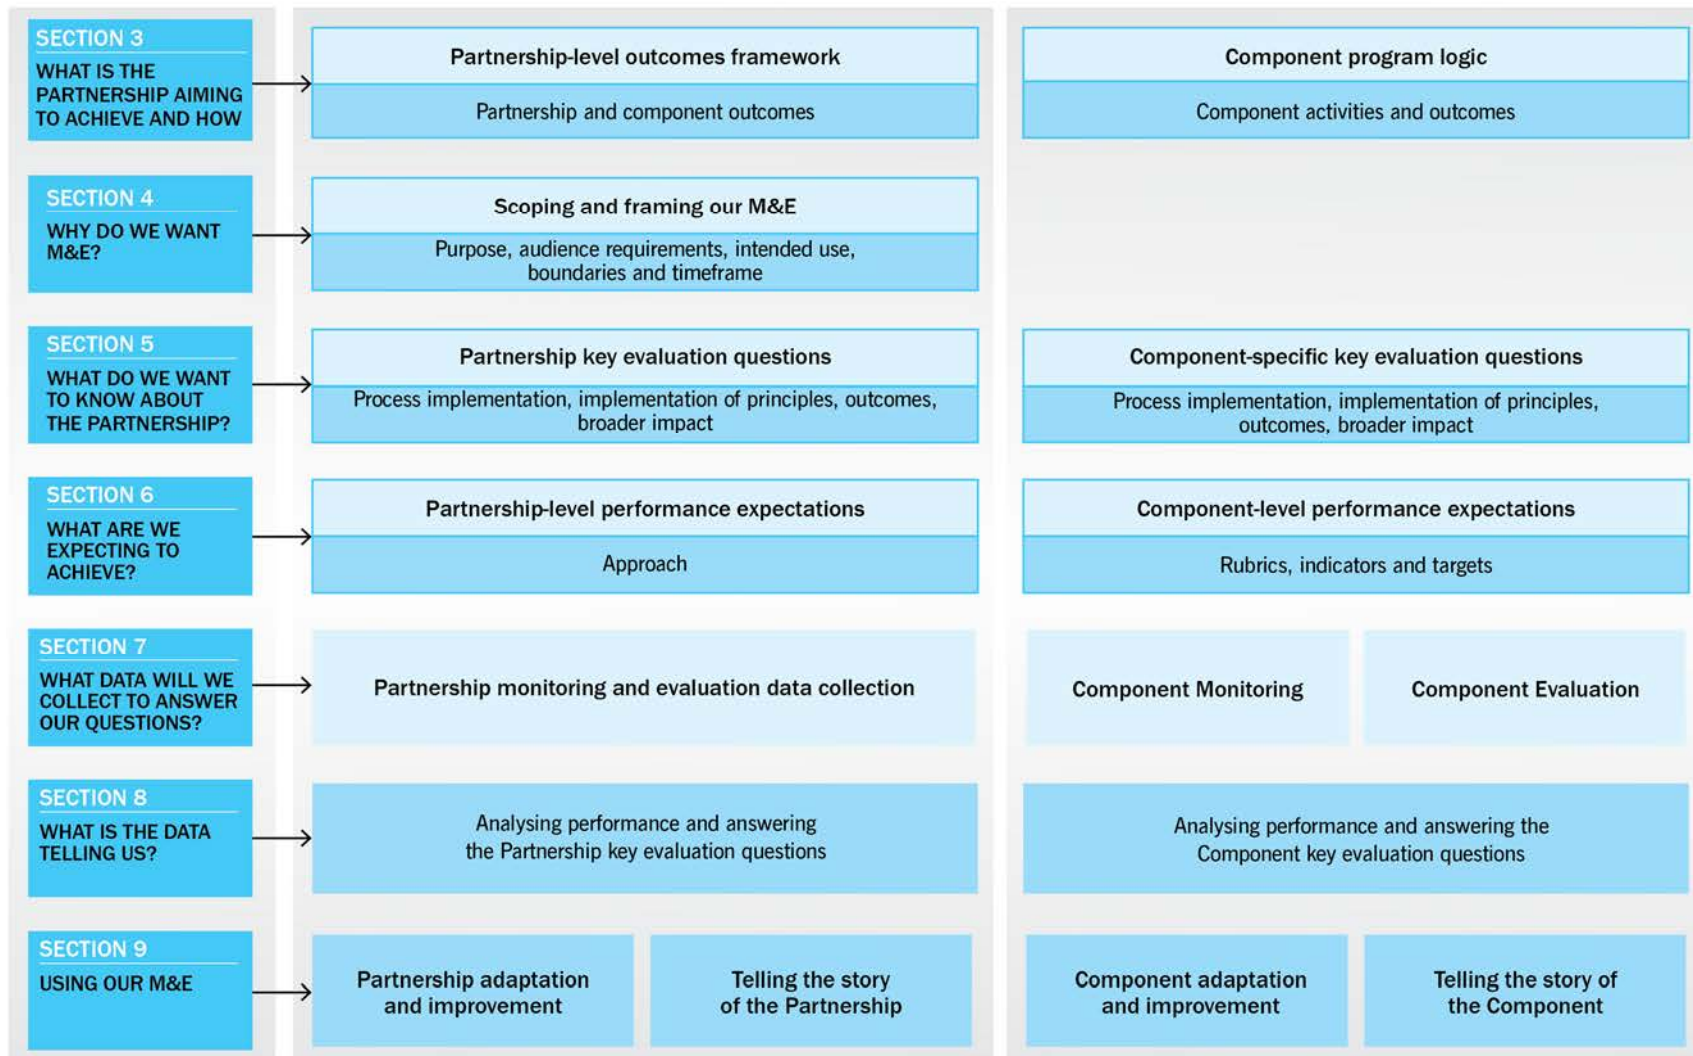 SECTION 3
WHAT IS THE
PARTNERSHIP AIMING
TO ACHIEVE AND HOW
Partnership-level outcomes framework
Partnership and component outcomes
Component program logic
Component activities and outcomes
SECTION 4
WHY DO WE WANT
M&E?
Scoping and framing our M&E
Purpose, audience requirements, intended use,
boundaries and timeframe
SECTION 5
WHAT DO WE WANT
TO KNOW ABOUT
THE PARTNERSHIP?
Partnership key evaluation questions
Process implementation, implementation of principles, outcomes,
broader impact
Component-specific key evaluation questions
Process implementation, implementation of principles,
outcomes, broader impact
SECTION 6
WHAT ARE WE
EXPECTING TO
ACHIEVE?
Partnership-level performance expectations
Approach
Component-level performance expectations
Rubrics, indicators and targets
SECTION 7
WHAT DATA WILL WE
COLLECT TO ANSWER
OUR QUESTIONS?
Partnership monitoring and evaluation data collection
Component Monitoring
Component Evaluation
SECTION 8
WHAT IS THE DATA
TELLING US?
Analysing performance and answering
the Partnership key evaluation questions
Analysing performance and answering the
Component key evaluation questions
SECTION 9
USING OUR M&E
Partnership adaptation
and improvement
Telling the story
of the Partnership
Component adaptation
and improvement
Telling the story of
the Component